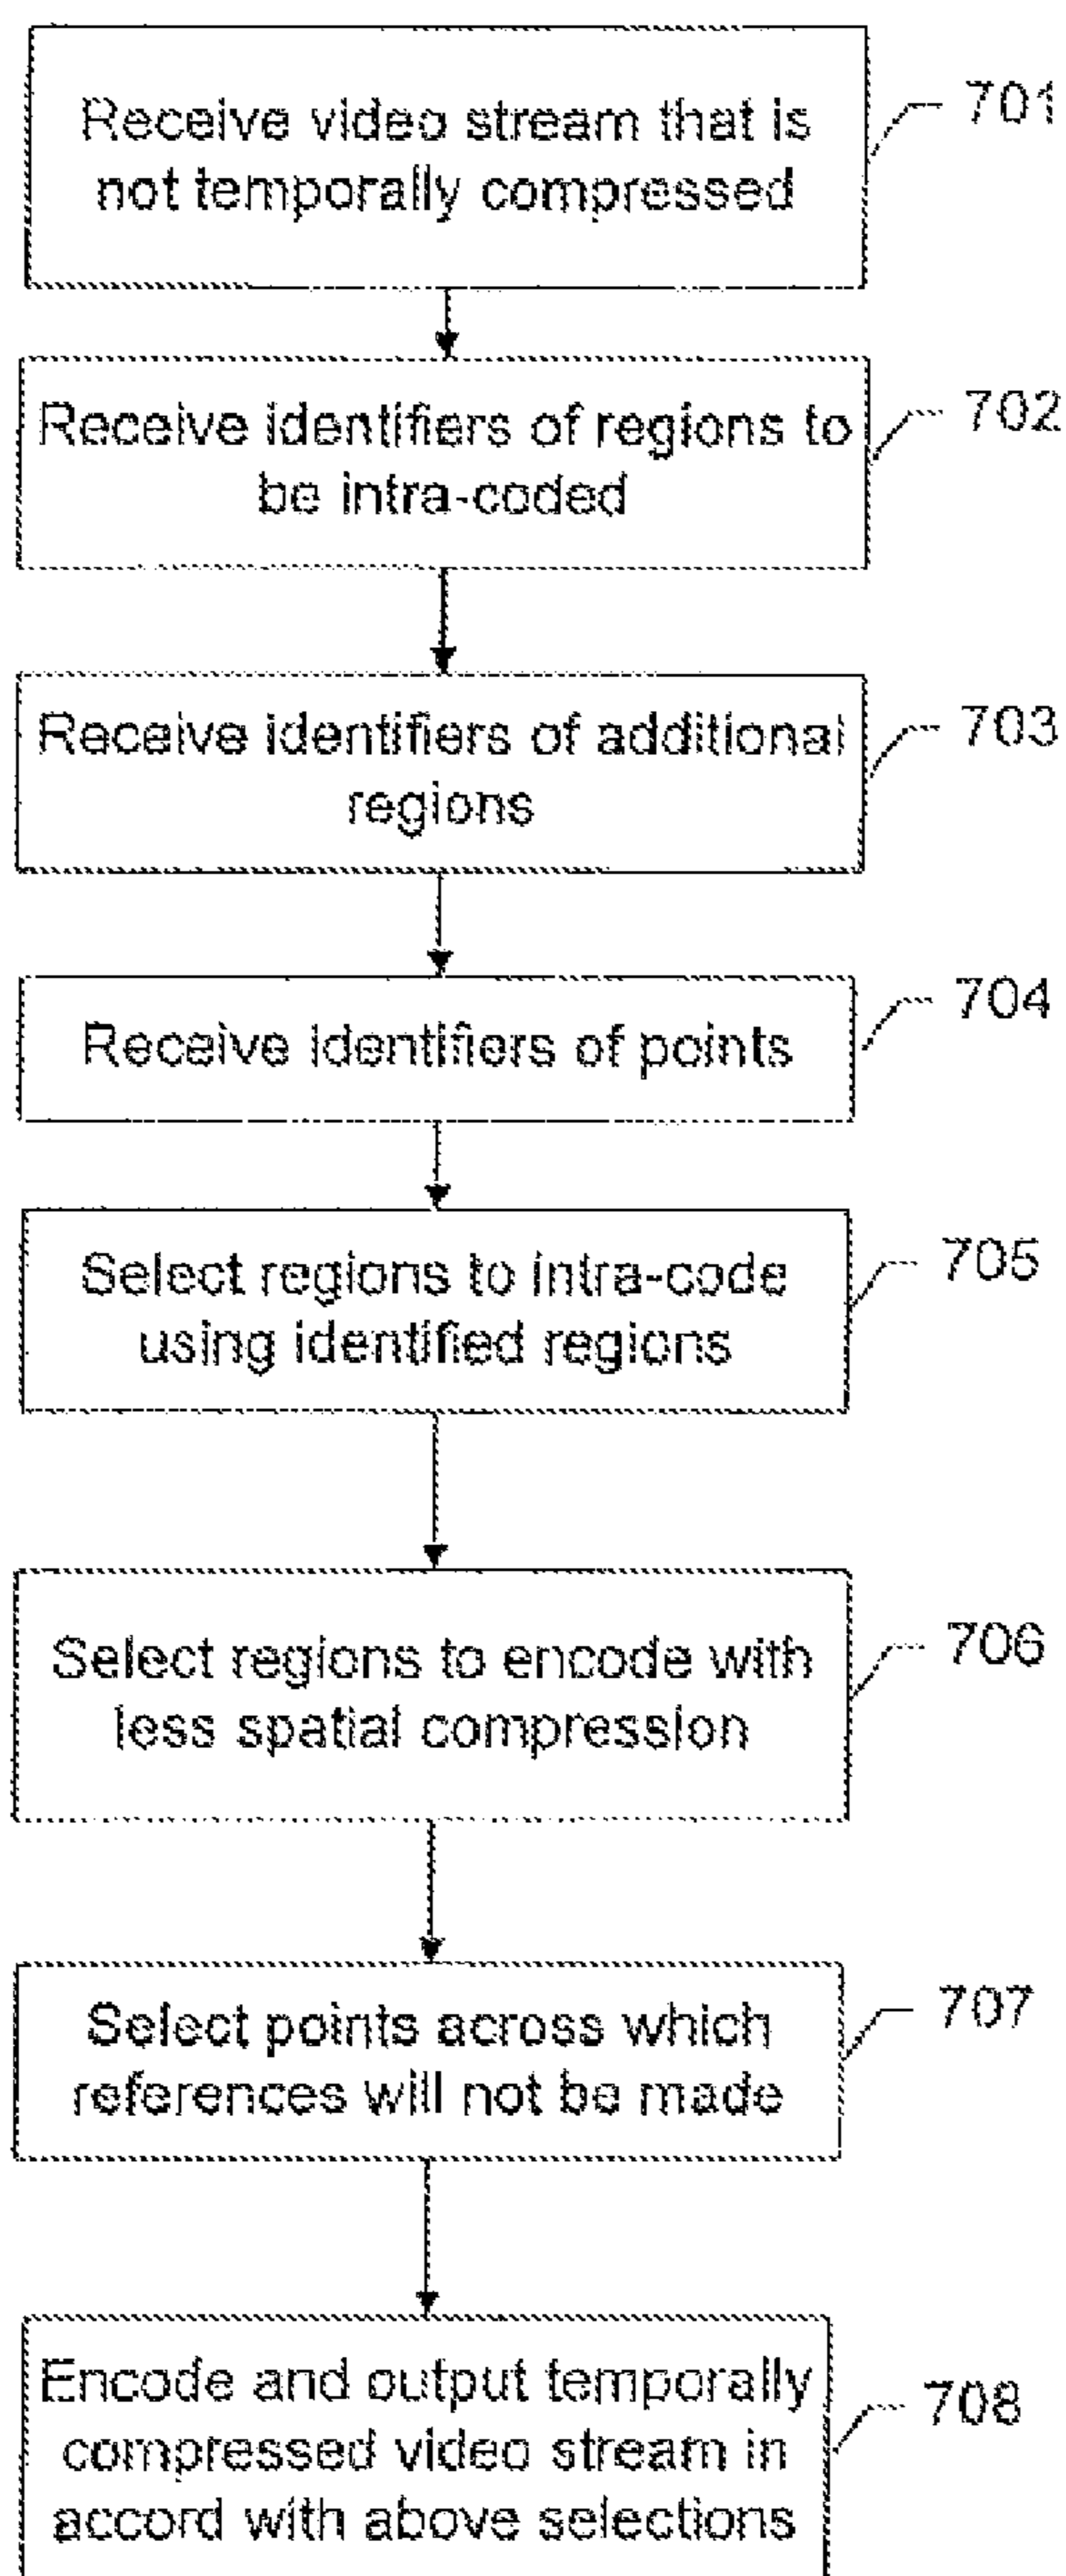 Receive video stream that is
not temporally compressed
701
Receive identifiers of regions to
be intra-coded
702
Receive identifiers of additional
regions
703
Receive identifiers of points
704
Select regions to intra-code
using identified regions
705
Select regions to encode with
less spatial compression
706
Select points across which
references will not be made
707
Encode and output temporally
compressed video stream in
accord with above selections
708